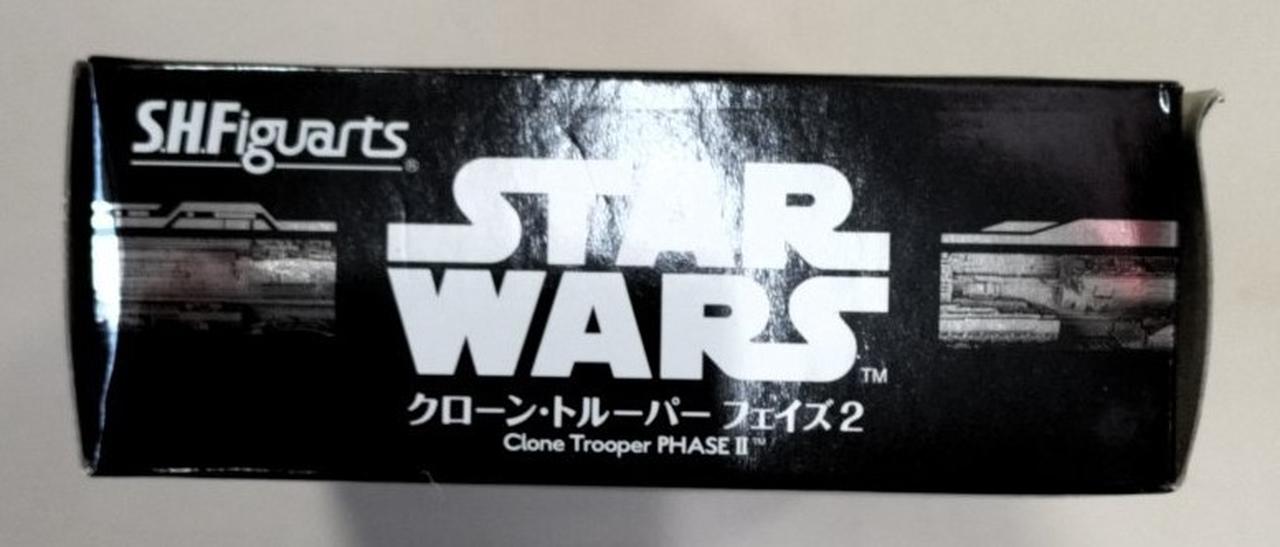 S.H.Figuarts®
STAR
WARS™
クローン・トルーパー フェイズ2
Clone Trooper PHASE II™